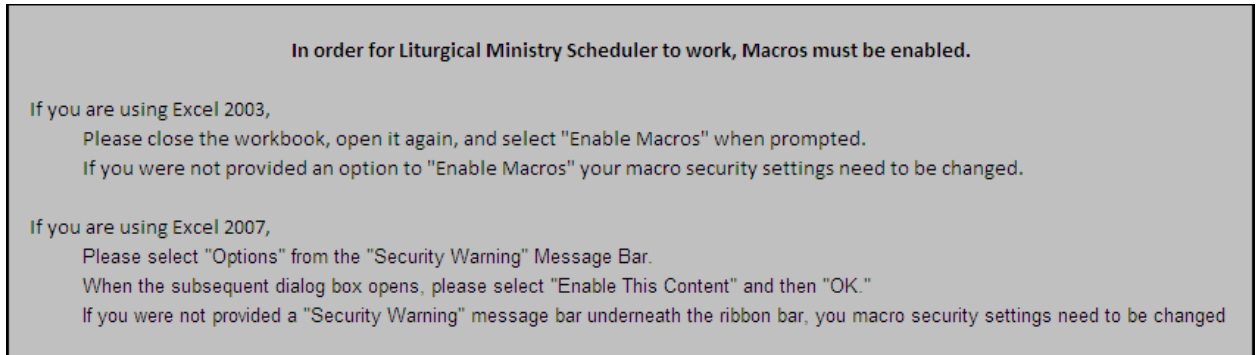 In order for Liturgical Ministry Scheduler to work, Macros must be enabled.
If you are using Excel 2003,
Please close the workbook, open it again, and select "Enable Macros" when prompted.
If you were not provided an option to "Enable Macros" your macro security settings need to be changed.
If you are using Excel 2007,
Please select "Options" from the "Security Warning" Message Bar.
When the subsequent dialog box opens, please select "Enable This Content" and then "OK."
If you were not provided a "Security Warning" message bar underneath the ribbon bar, you macro security settings need to be changed